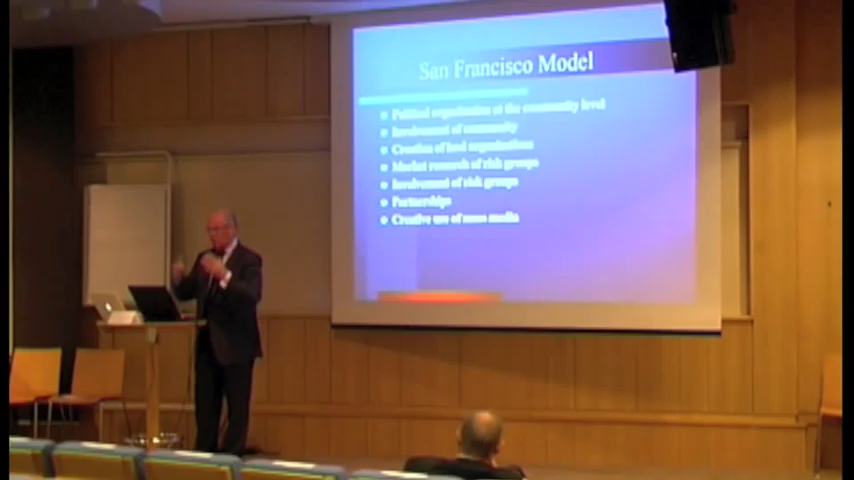 San Francisco Model
Political organization at the community level
Involvement of community
Creation of local organizations
Market research of risk groups
Involvement of risk groups
Partnerships
Creative use of mass media